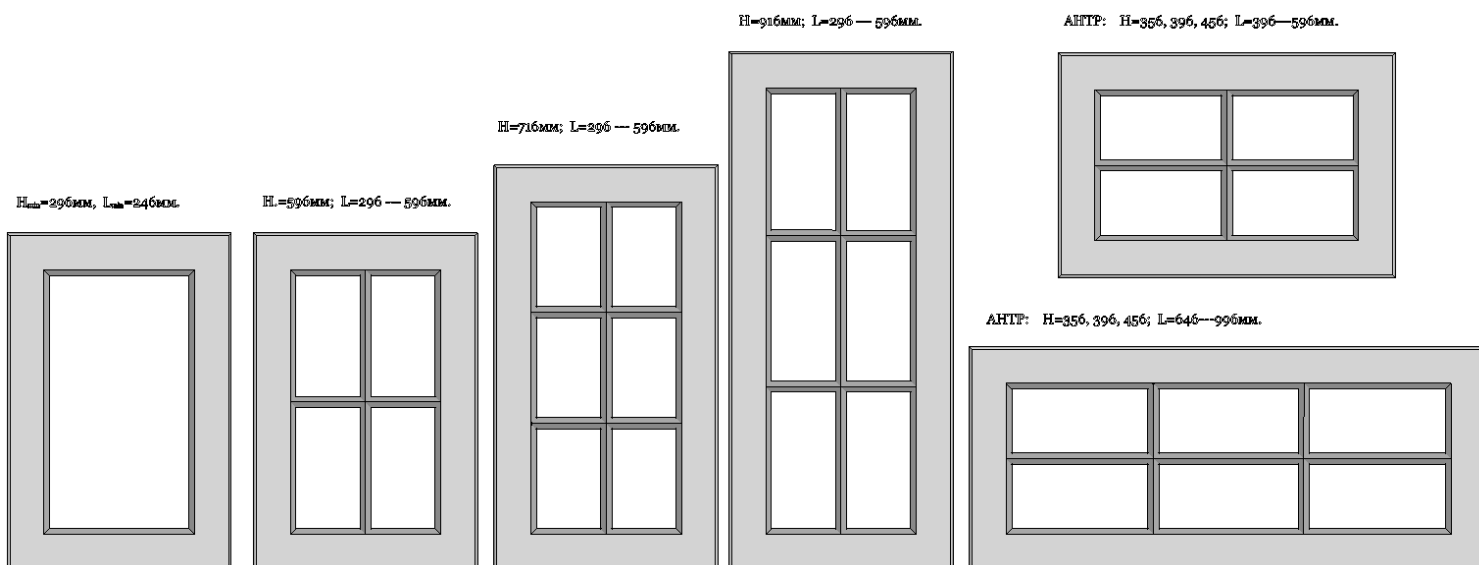 H=916мм; L=296 — 596мм.
АНТР: H=356, 396, 456; L=396—596мм.
H=716мм; L=296 — 596мм.
Hmin=296мм, Lmin=246мм.
H.=596мм; L=296 — 596мм.
АНТР: H=356, 396, 456; L=646—996мм.